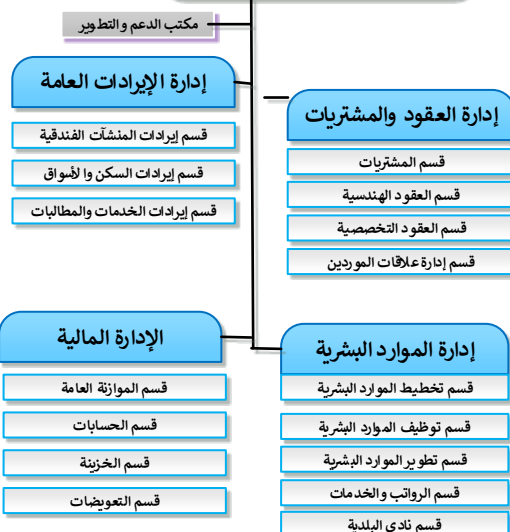 مكتب الدعم والتطوير
إدارة العقود والمشتريات
قسم المشتريات
قسم العقود الهندسية
قسم العقود التخصصية
قسم إدارة علاقات الموردين
إدارة الإيرادات العامة
قسم إيرادات المنشآت الفندقية
قسم إيرادات السكن والأسواق
قسم إيرادات الخدمات والمطالبات
إدارة الموارد البشرية
قسم تخطيط الموارد البشرية
قسم توظيف الموارد البشرية
قسم تطوير الموارد البشرية
قسم الرواتب والخدمات
قسم نادي البلدية
الإدارة المالية
قسم الموازنة العامة
قسم الحسابات
قسم الخزينة
قسم التعويضات